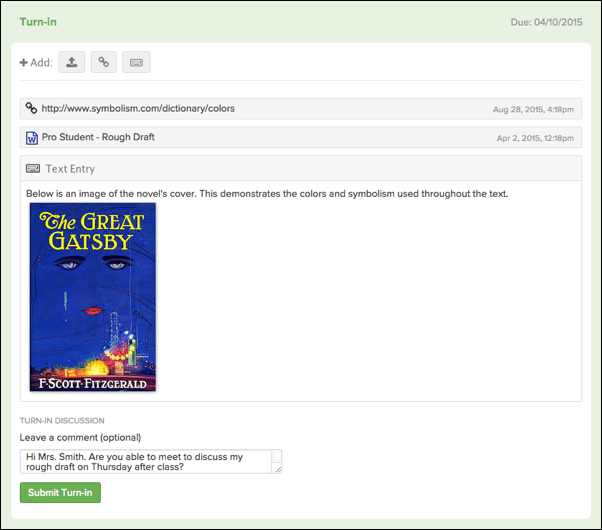 Turn-in
Due: 04/10/2015
Add:
http://www.symbolism.com/dictionary/colors
Aug 28, 2015, 4:18pm
Pro Student - Rough Draft
Apr 2, 2015, 12:18pm
Text Entry
Below is an image of the novel's cover. This demonstrates the colors and symbolism used throughout the text.
The GREAT
GATSBY
F·SCOTT·FITZGERALD
TURN-IN DISCUSSION
Leave a comment (optional)
Hi Mrs. Smith. Are you able to meet to discuss my
rough draft on Thursday after class?
Submit Turn-in